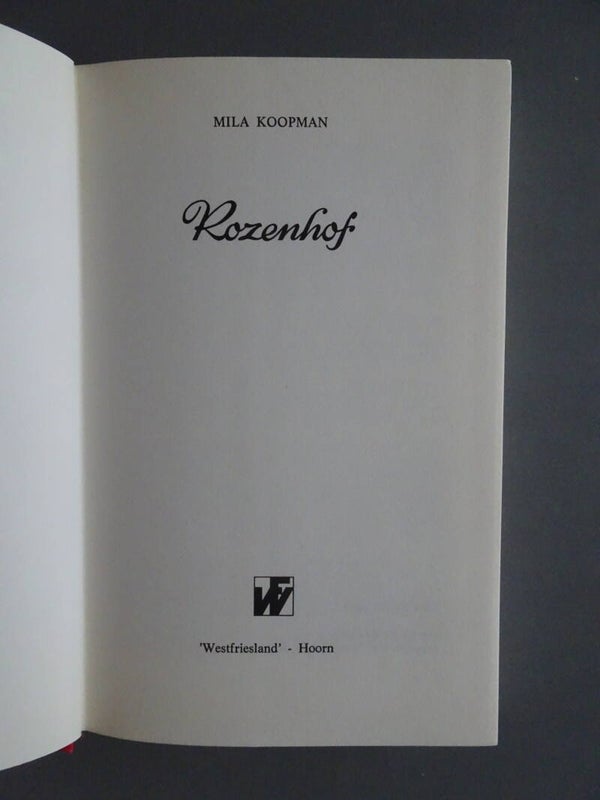 MILA KOOPMAN
Rozenhof
WF
'Westfriesland' - Hoorn